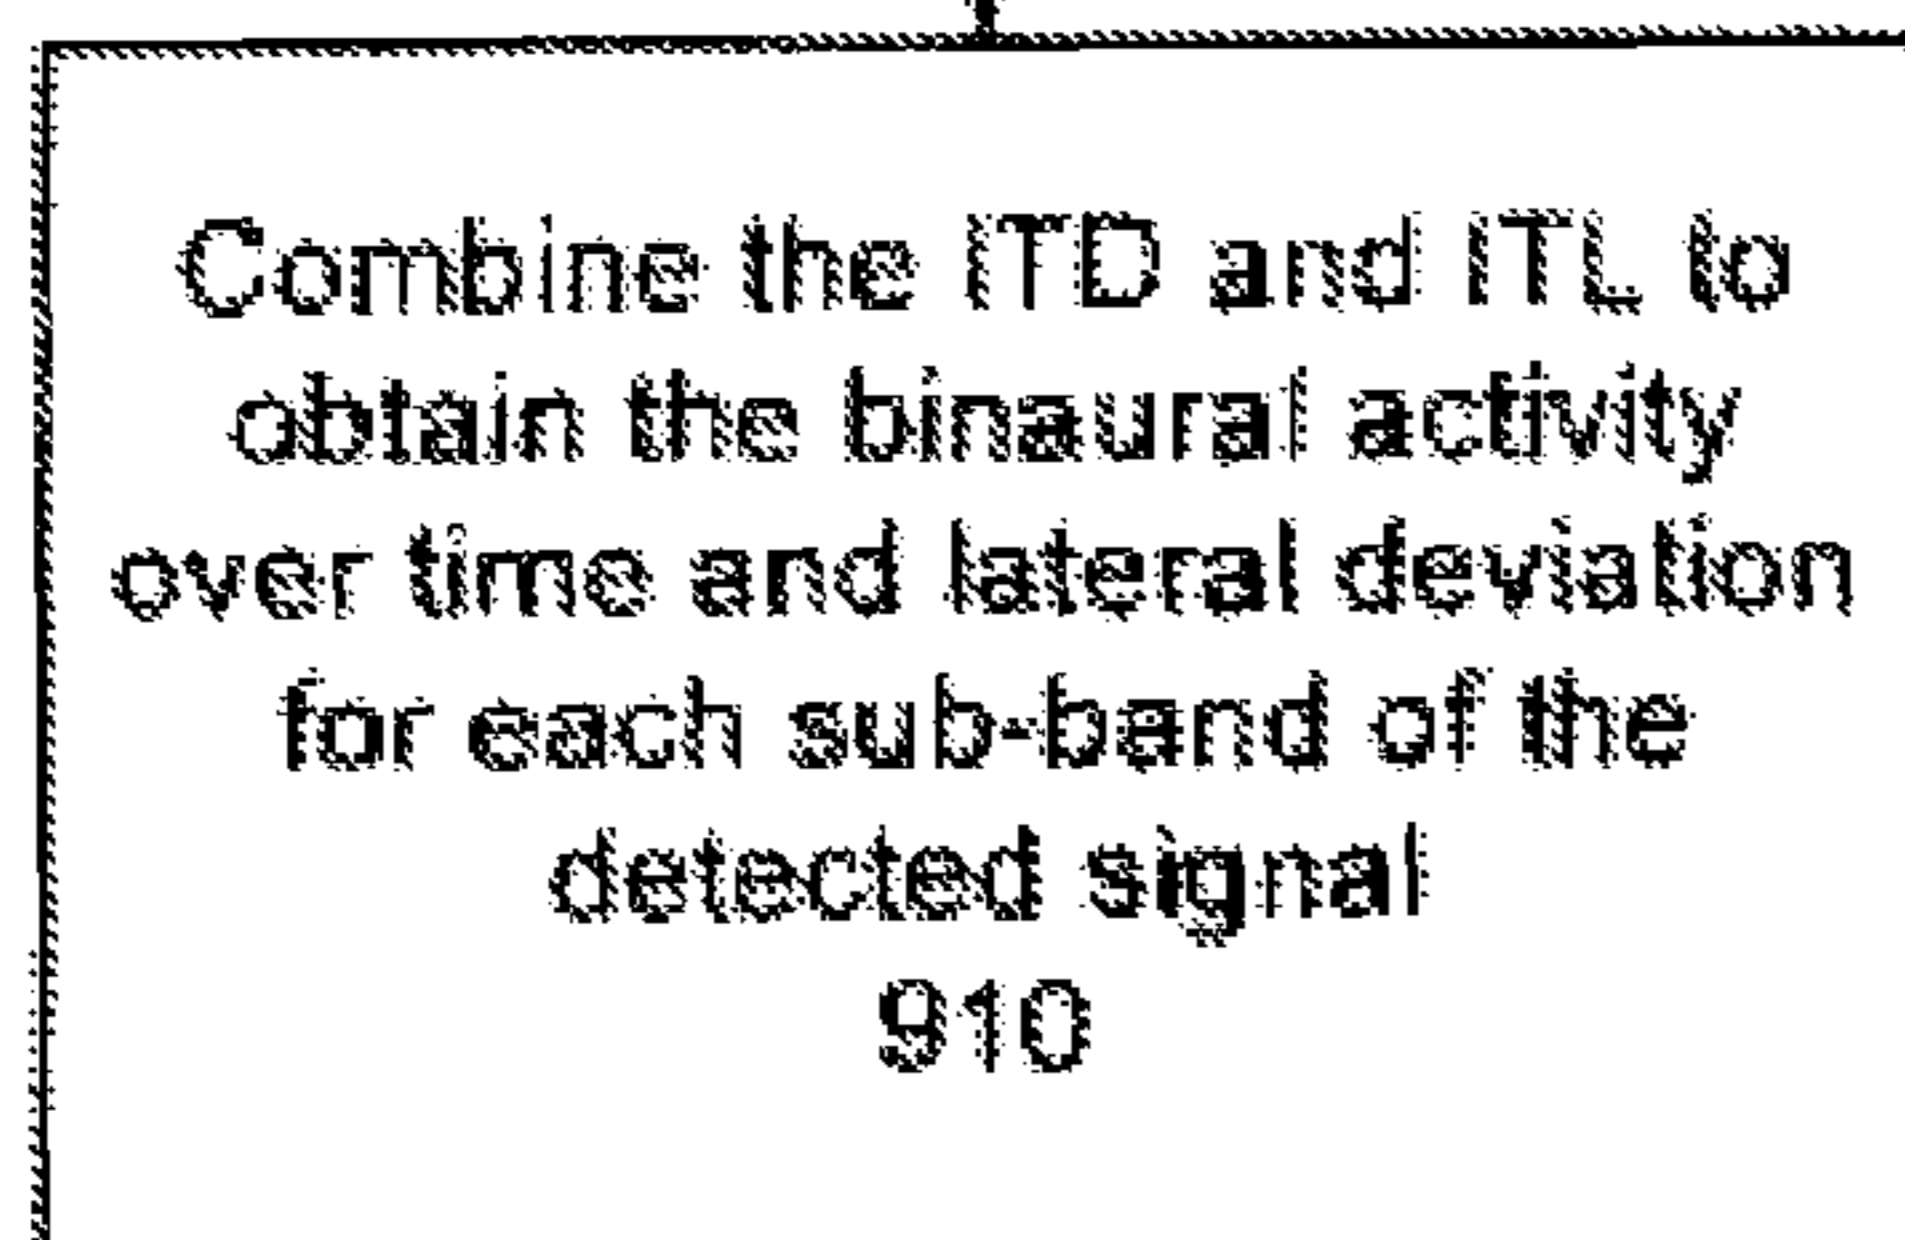 Combine the ITD and ITL to
obtain the binaural activity
over time and lateral deviation
for each sub-band of the
detected signal
910